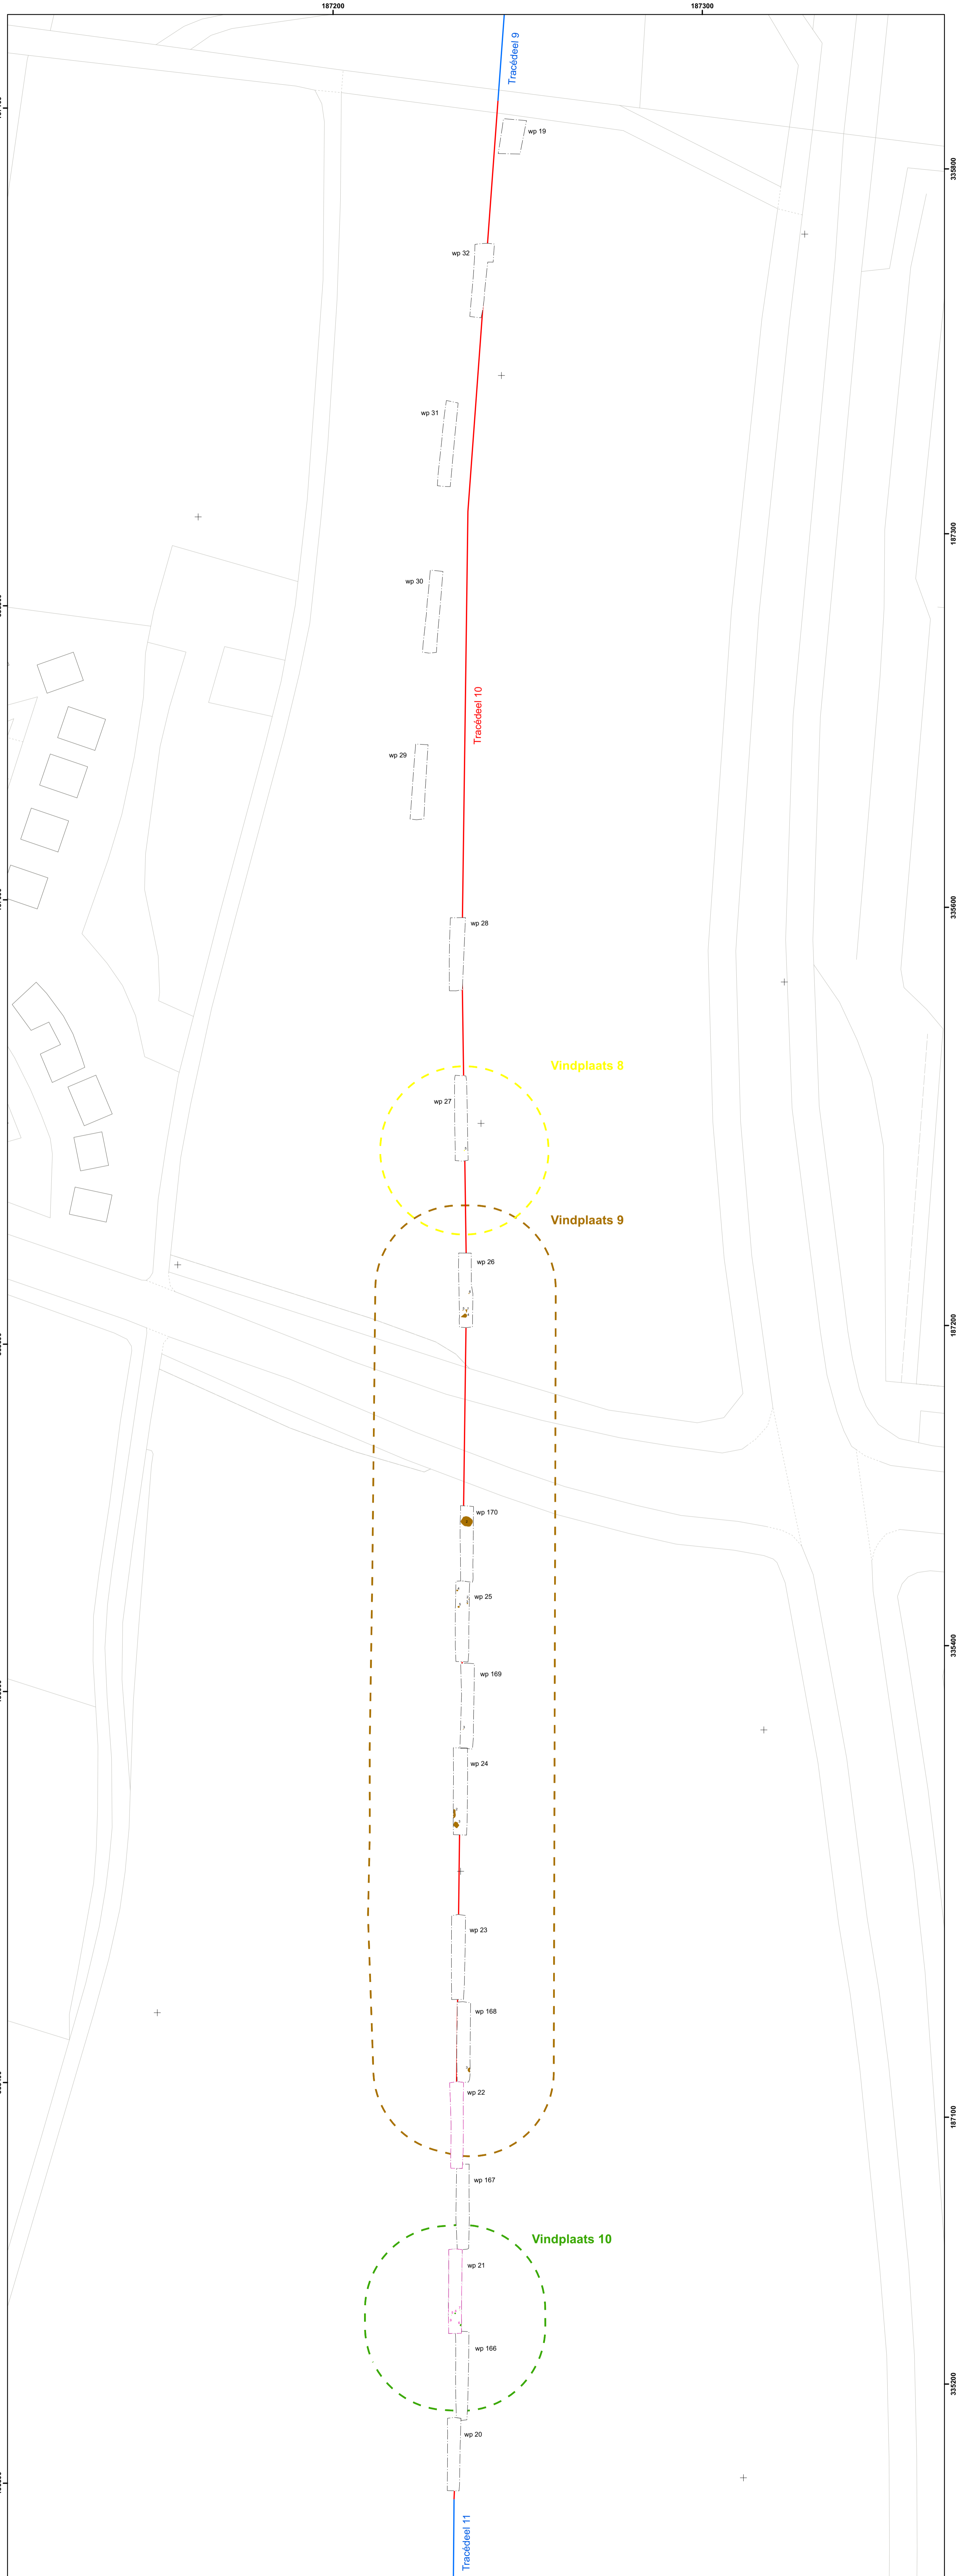 187200
187300
Tracédeel 9
wp 19
335800
wp 32
wp 31
187300
wp 30
Tracédeel 10
wp 29
335600
wp 28
Vindplaats 8
wp 27
Vindplaats 9
wp 26
187200
wp 170
wp 25
335400
wp 169
wp 24
wp 23
wp 168
wp 22
187100
wp 167
Vindplaats 10
wp 21
wp 166
335200
wp 20
Tracédeel 11